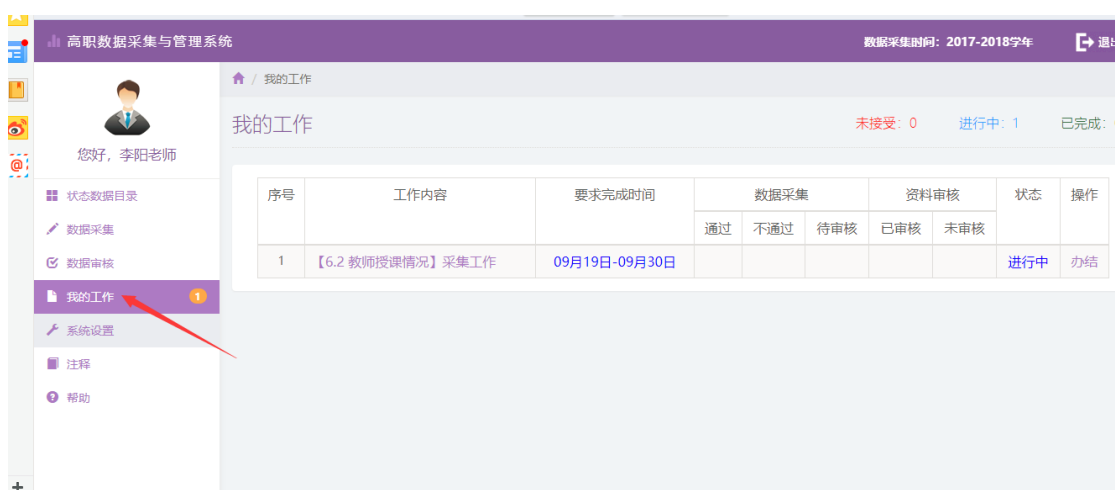 高职数据采集与管理系统
数据采集时间：2017-2018学年
您好，李阳老师
状态数据目录
数据采集
数据审核
我的工作 1
系统设置
注释
帮助
/ 我的工作
我的工作
未接受：0 进行中：1 已完成：
序号 工作内容 要求完成时间 数据采集 资料审核 状态 操作
通过 不通过 待审核 已审核 未审核
1 【6.2 教师授课情况】采集工作 09月19日-09月30日 进行中 办结